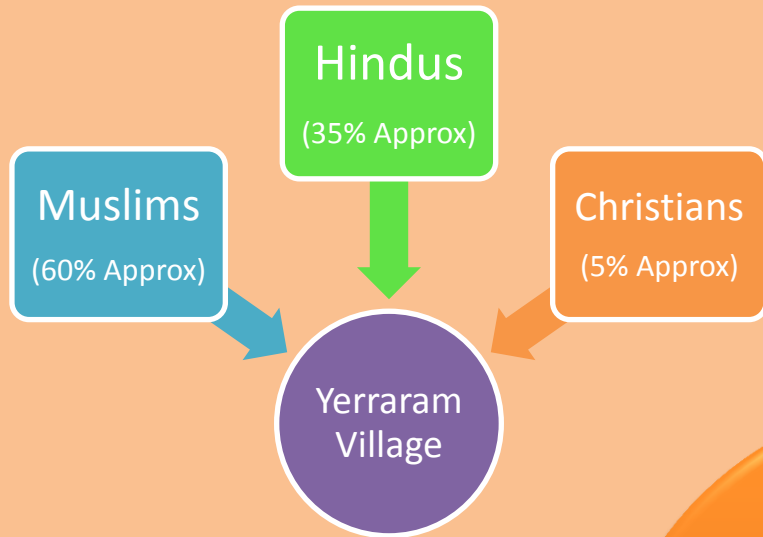 Hindus
(35% Approx)
Muslims
(60% Approx)
Christians
(5% Approx)
Yerraram
Village